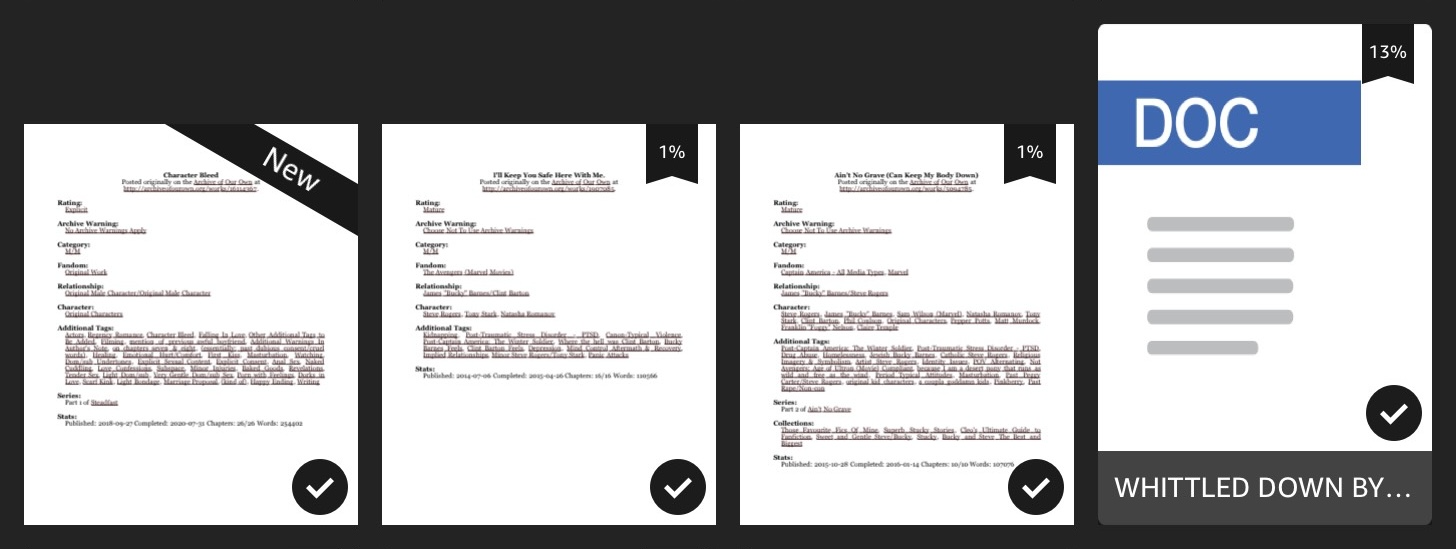 New
Character Bleed
Posted originally on the Archive of Our Own at
Rating:
Explicit
Archive Warning:
No Archive Warnings Apply
Category:
M/M
Fandom:
Original Work
Relationship:
Original Male Character/Original Male Character
Character:
Original Characters
Additional Tags:
Actors, Regency Romance, Character Bleed, Falling In Love, Other Additional Tags to
Be Added, Filming, mention of previous awful boyfriend, Additional Warnings In
Author's Note, on chapters seven & eight, (essentially: past dubious consent/cruel
words), Healing, Emotional Hurt/Comfort, First Kiss, Masturbation, Watching,
Dom/sub Undertones, Explicit Sexual Content, Explicit Consent, Anal Sex, Naked
Cuddling, Love Confessions, Subspace, Minor Injuries, Baked Goods, Revelations,
Tender Sex, Light Dom/sub, Very Gentle Dom/sub Sex, Porn with Feelings, Dorks in
Love, Scarf Kink, Light Bondage, Marriage Proposal, (kind of), Happy Ending, Writing
Series:
Part 1 of Steadfast
Stats:
Published: 2018-09-27 Completed: 2020-07-31 Chapters: 26/26 Words: 254402
1%
I'll Keep You Safe Here With Me.
Posted originally on the Archive of Our Own at
Rating:
Mature
Archive Warning:
Choose Not To Use Archive Warnings
Category:
M/M
Fandom:
The Avengers (Marvel Movies)
Relationship:
James "Bucky" Barnes/Clint Barton
Character:
Steve Rogers, Tony Stark, Natasha Romanov
Additional Tags:
Kidnapping, Post-Traumatic Stress Disorder - PTSD, Canon-Typical Violence,
Post-Captain America: The Winter Soldier, Where the hell was Clint Barton, Bucky
Barnes Feels, Clint Barton Feels, Depression, Mind Control Aftermath & Recovery,
Implied Relationships, Minor Steve Rogers/Tony Stark, Panic Attacks
Stats:
Published: 2014-07-06 Completed: 2015-04-26 Chapters: 16/16 Words: 110566
1%
Ain't No Grave (Can Keep My Body Down)
Posted originally on the Archive of Our Own at
Rating:
Mature
Archive Warning:
Choose Not To Use Archive Warnings
Category:
M/M
Fandom:
Captain America - All Media Types, Marvel
Relationship:
James "Bucky" Barnes/Steve Rogers
Character:
Steve Rogers, James "Bucky" Barnes, Sam Wilson (Marvel), Natasha Romanov, Tony
Stark, Clint Barton, Phil Coulson, Original Characters, Pepper Potts, Matt Murdock,
Franklin "Foggy" Nelson, Claire Temple
Additional Tags:
Post-Captain America: The Winter Soldier, Post-Traumatic Stress Disorder - PTSD,
Drug Abuse, Homelessness, Jewish Bucky Barnes, Catholic Steve Rogers, Religious
Imagery & Symbolism, Artist Steve Rogers, Identity Issues, POV Alternating, Not
Avengers: Age of Ultron (Movie) Compliant, because I am a desert pony that runs as
wild and free as the wind, Period Typical Attitudes, Masturbation, Past Peggy
Carter/Steve Rogers, original kid characters, a coupla goddamn kids, Pinkberry, Past
Rape/Non-con
Series:
Part 2 of Ain't No Grave
Collections:
Those Favourite Fics Of Mine, Superb Stucky Stories, Cleo's Ultimate Guide to
Fanfiction, Sweet and Gentle Steve/Bucky, Stucky, Bucky and Steve The Best and
Biggest
Stats:
Published: 2015-10-28 Completed: 2016-01-14 Chapters: 10/10 Words: 107076
13%
DOC
WHITTLED DOWN BY...